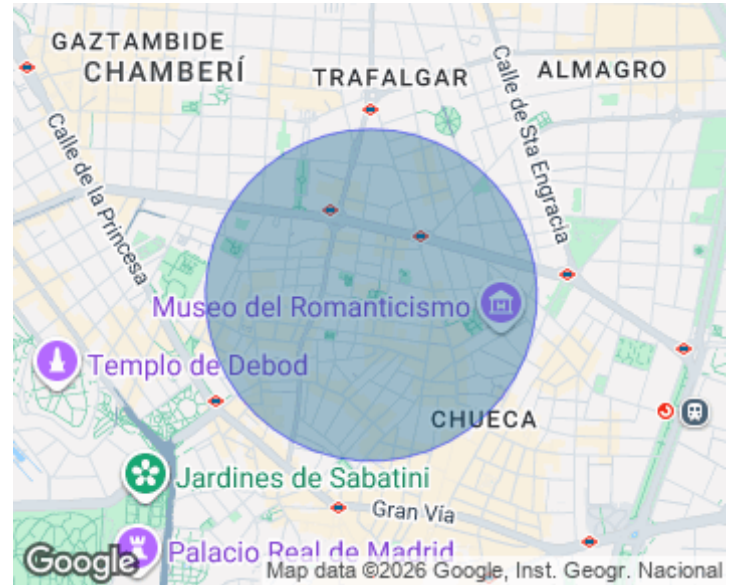 GAZTAMBIDE
CHAMBERÍ
TRAFALGAR
ALMAGRO
Calle de la Princesa
Calle de Sta Engracia
Museo del Romanticismo
Templo de Debod
CHUECA
Jardines de Sabatini
Gran Vía
Palacio Real de Madrid
Google
Map data ©2026 Google, Inst. Geogr. Nacional